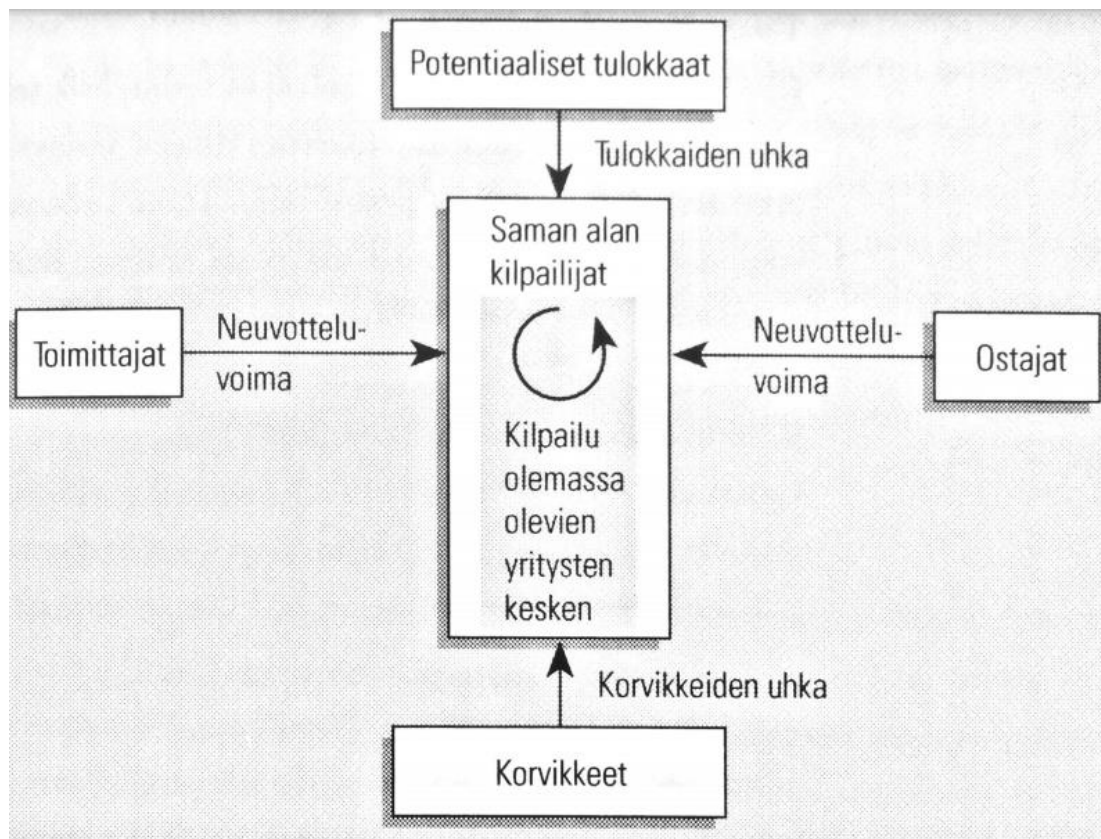 Potentiaaliset tulokkaat
Tulokkaiden uhka
Saman alan
kilpailijat
Toimittajat
Neuvottelu-
voima
Neuvottelu-
voima
Ostajat
Kilpailu
olemassa
olevien
yritysten
kesken
Korvikkeiden uhka
Korvikkeet